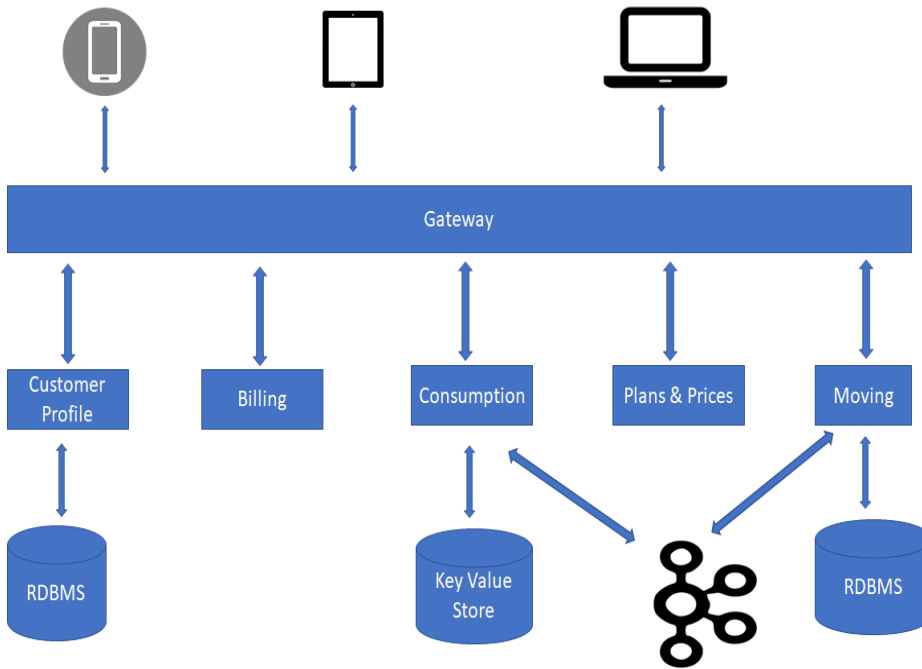 Gateway
Customer
Profile
Billing
Consumption
Plans & Prices
Moving
RDBMS
Key Value
Store
RDBMS